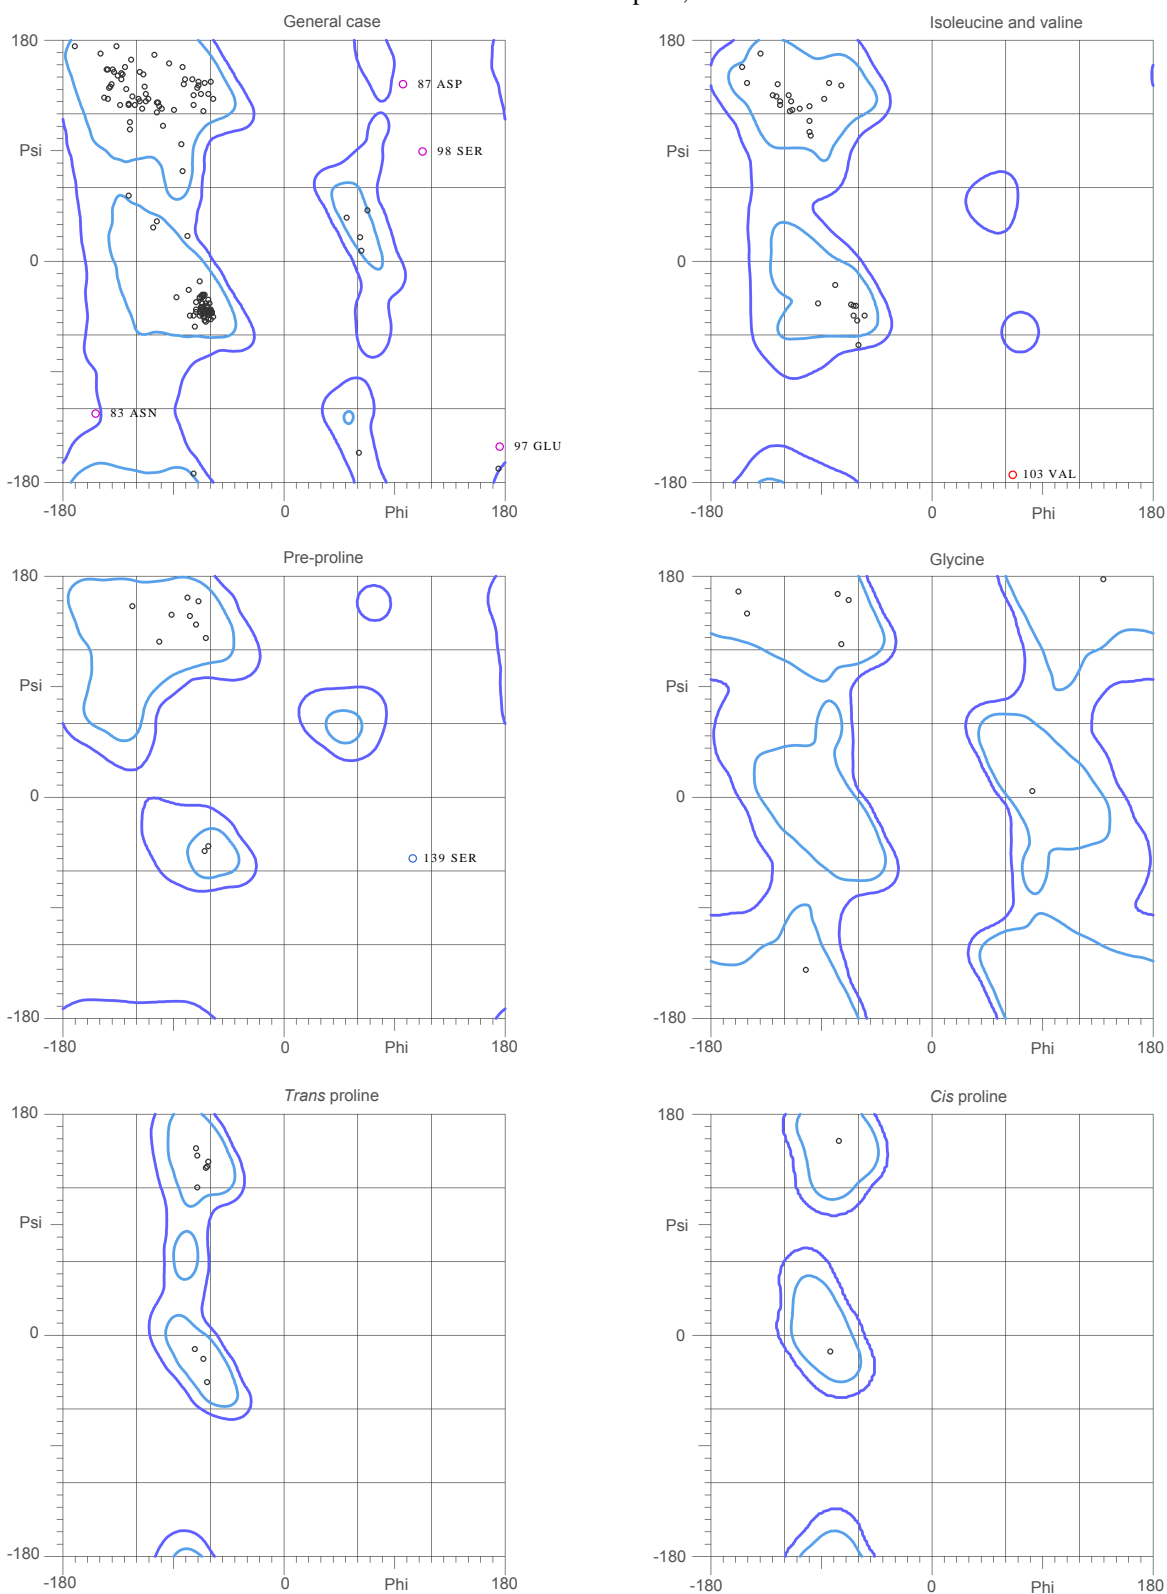 General case
180
Psi
0
-180
-180
0
Phi
180
87 ASP
98 SER
83 ASN
97 GLU
Isoleucine and valine
180
Psi
0
-180
-180
0
Phi
180
103 VAL
Pre-proline
180
Psi
0
-180
-180
0
Phi
180
139 SER
Glycine
180
Psi
0
-180
-180
0
Phi
180
Trans proline
180
Psi
0
-180
-180
0
Phi
180
Cis proline
180
Psi
0
-180
-180
0
Phi
180